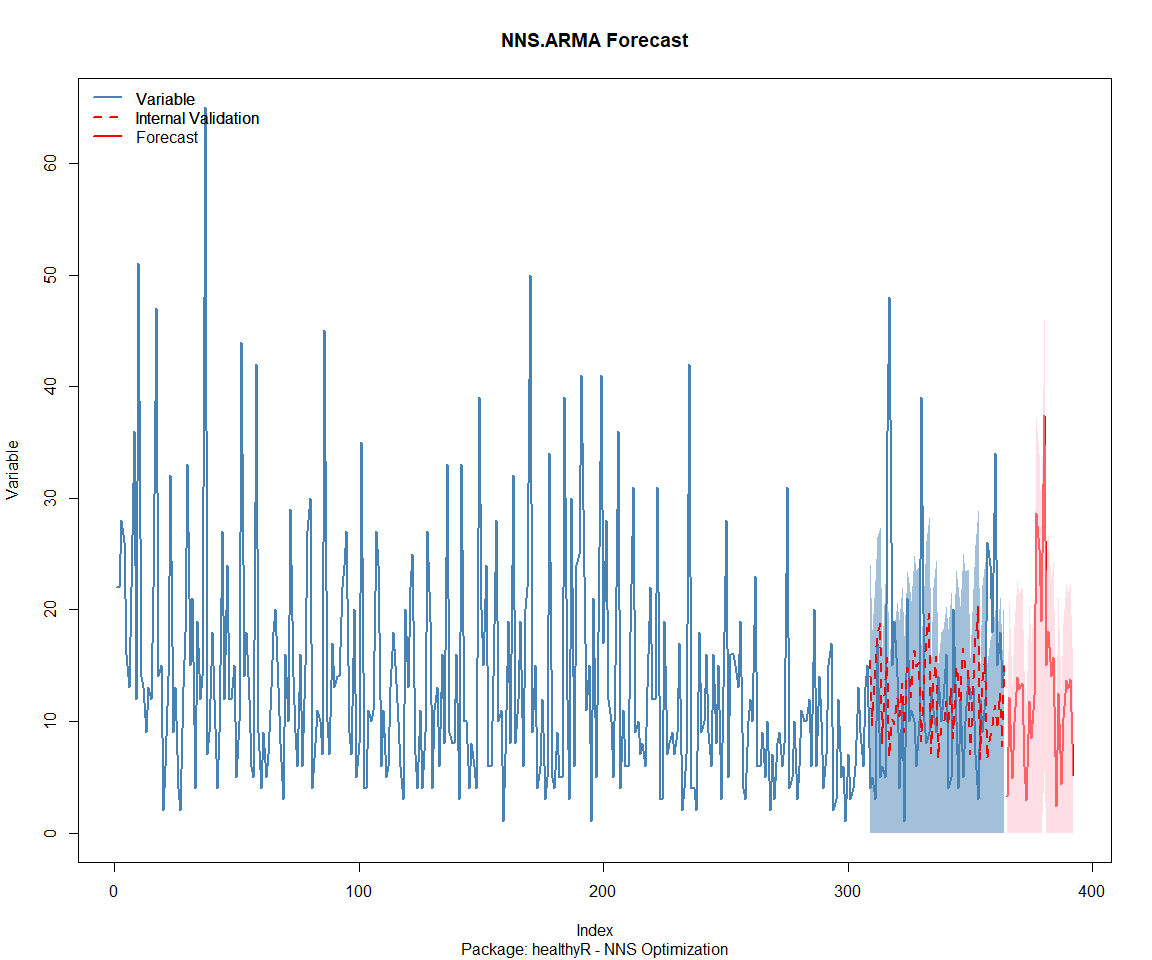 NNS.ARMA Forecast
Variable
Internal Validation
Forecast
Variable
60
50
40
30
20
10
0
0 100 200 300 400
Index
Package: healthyR - NNS Optimization